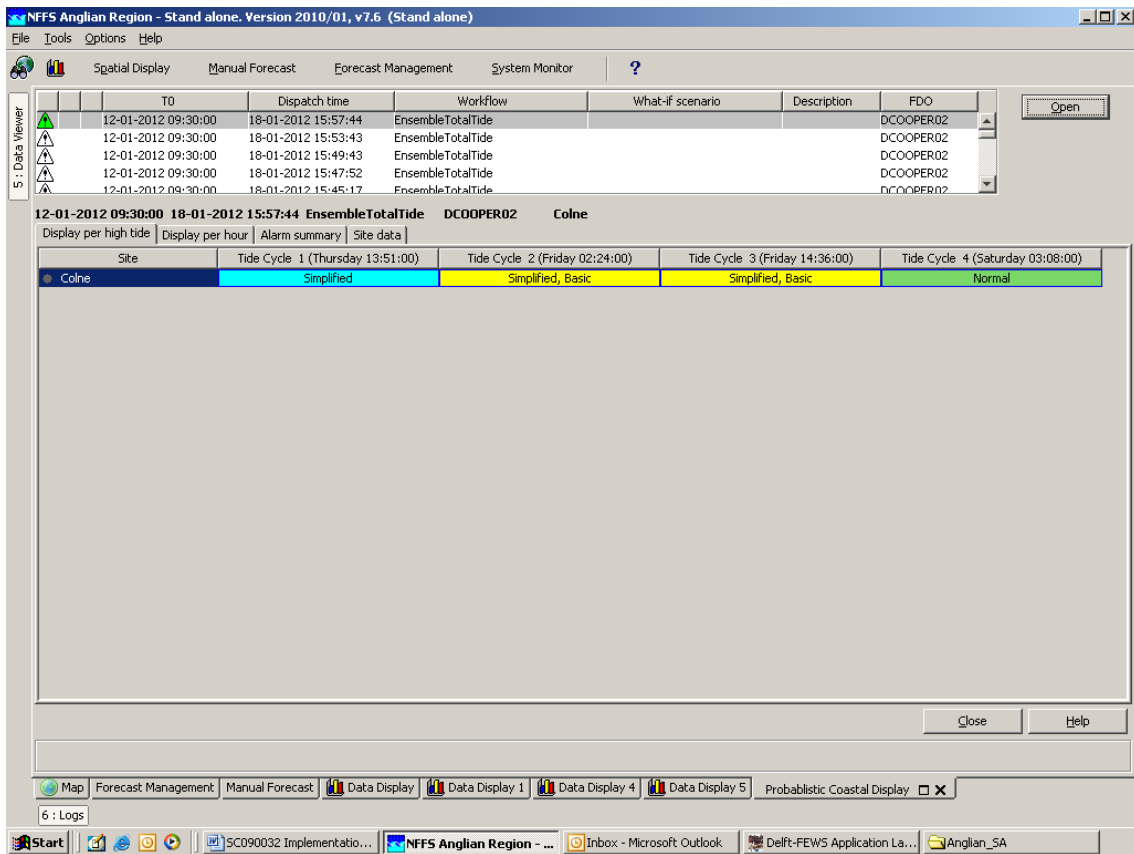 NFFS Anglian Region - Stand alone. Version 2010/01, v7.6 (Stand alone)
File Tools Options Help
Spatial Display Manual Forecast Forecast Management System Monitor ?
5 : Data Viewer
T0 Dispatch time Workflow What-if scenario Description FDO
12-01-2012 09:30:00 18-01-2012 15:57:44 EnsembleTotalTide DCOOPER02
12-01-2012 09:30:00 18-01-2012 15:53:43 EnsembleTotalTide DCOOPER02
12-01-2012 09:30:00 18-01-2012 15:49:43 EnsembleTotalTide DCOOPER02
12-01-2012 09:30:00 18-01-2012 15:47:52 EnsembleTotalTide DCOOPER02
12-01-2012 09:30:00 18-01-2012 15:45:17 EnsembleTotalTide DCOOPER02
Open
12-01-2012 09:30:00 18-01-2012 15:57:44 EnsembleTotalTide DCOOPER02 Colne
Display per high tide Display per hour Alarm summary Site data
Site Tide Cycle 1 (Thursday 13:51:00) Tide Cycle 2 (Friday 02:24:00) Tide Cycle 3 (Friday 14:36:00) Tide Cycle 4 (Saturday 03:08:00)
Colne Simplified Simplified, Basic Simplified, Basic Normal
Close Help
Map Forecast Management Manual Forecast Data Display Data Display 1 Data Display 4 Data Display 5 Probablistic Coastal Display
6 : Logs
Start SC090032 Implementatio... NFFS Anglian Region - ... Inbox - Microsoft Outlook Delft-FEWS Application La... Anglian_SA